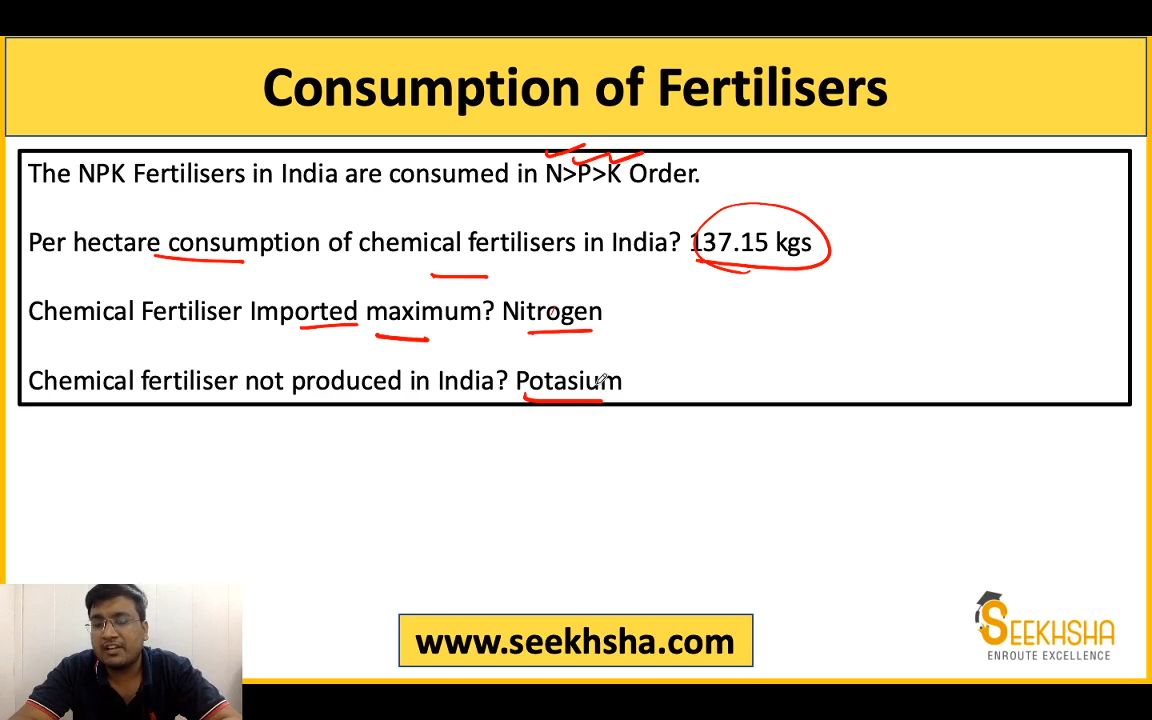 Consumption of Fertilisers
The NPK Fertilisers in India are consumed in N>P>K Order.
Per hectare consumption of chemical fertilisers in India? 137.15 kgs
Chemical Fertiliser Imported maximum? Nitrogen
Chemical fertiliser not produced in India? Potasium
www.seekhsha.com
SEEKHSHA
ENROUTE EXCELLENCE